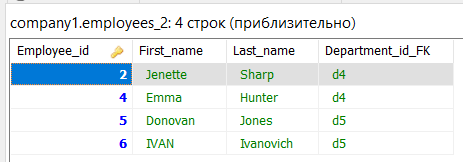 company1.employees_2: 4 строк (приблизительно)
Employee_id First_name Last_name Department_id_FK
2 Jenette Sharp d4
4 Emma Hunter d4
5 Donovan Jones d5
6 IVAN Ivanovich d5